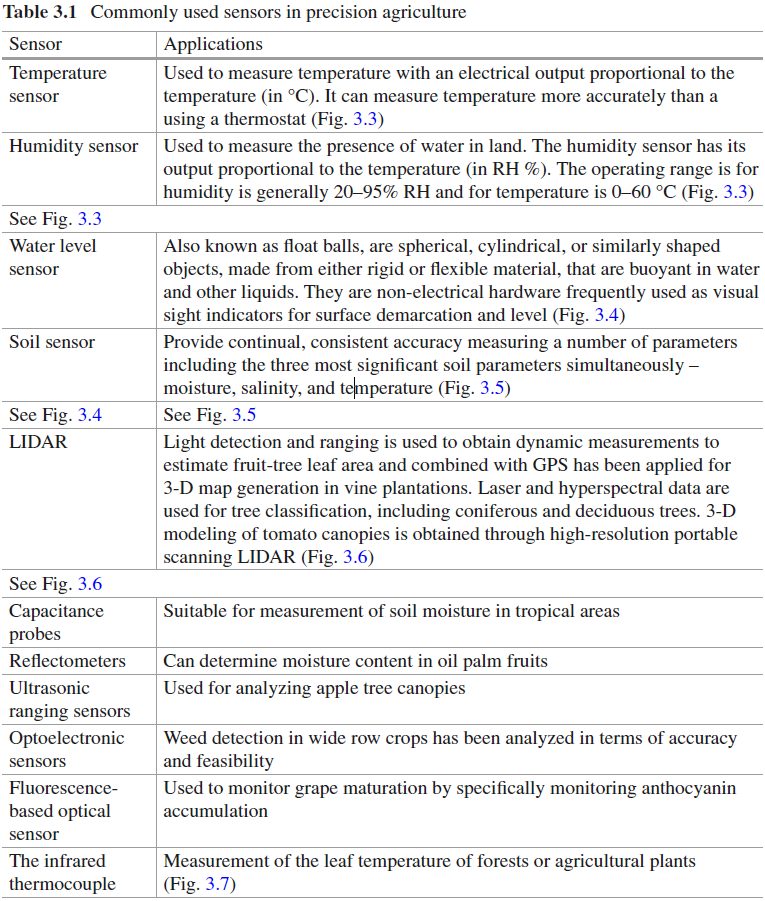 Table 3.1 Commonly used sensors in precision agriculture
Sensor Applications
Temperature sensor
Used to measure temperature with an electrical output proportional to the
temperature (in °C). It can measure temperature more accurately than a
using a thermostat (Fig. 3.3)
Humidity sensor
Used to measure the presence of water in land. The humidity sensor has its
output proportional to the temperature (in RH %). The operating range is for
humidity is generally 20–95% RH and for temperature is 0–60 °C (Fig. 3.3)
See Fig. 3.3
Water level
sensor
Also known as float balls, are spherical, cylindrical, or similarly shaped
objects, made from either rigid or flexible material, that are buoyant in water
and other liquids. They are non-electrical hardware frequently used as visual
sight indicators for surface demarcation and level (Fig. 3.4)
Soil sensor
Provide continual, consistent accuracy measuring a number of parameters
including the three most significant soil parameters simultaneously –
moisture, salinity, and temperature (Fig. 3.5)
See Fig. 3.4 See Fig. 3.5
LIDAR
Light detection and ranging is used to obtain dynamic measurements to
estimate fruit-tree leaf area and combined with GPS has been applied for
3-D map generation in vine plantations. Laser and hyperspectral data are
used for tree classification, including coniferous and deciduous trees. 3-D
modeling of tomato canopies is obtained through high-resolution portable
scanning LIDAR (Fig. 3.6)
See Fig. 3.6
Capacitance
probes
Suitable for measurement of soil moisture in tropical areas
Reflectometers
Can determine moisture content in oil palm fruits
Ultrasonic
ranging sensors
Used for analyzing apple tree canopies
Optoelectronic
sensors
Weed detection in wide row crops has been analyzed in terms of accuracy
and feasibility
Fluorescence-
based optical
sensor
Used to monitor grape maturation by specifically monitoring anthocyanin
accumulation
The infrared
thermocouple
Measurement of the leaf temperature of forests or agricultural plants
(Fig. 3.7)